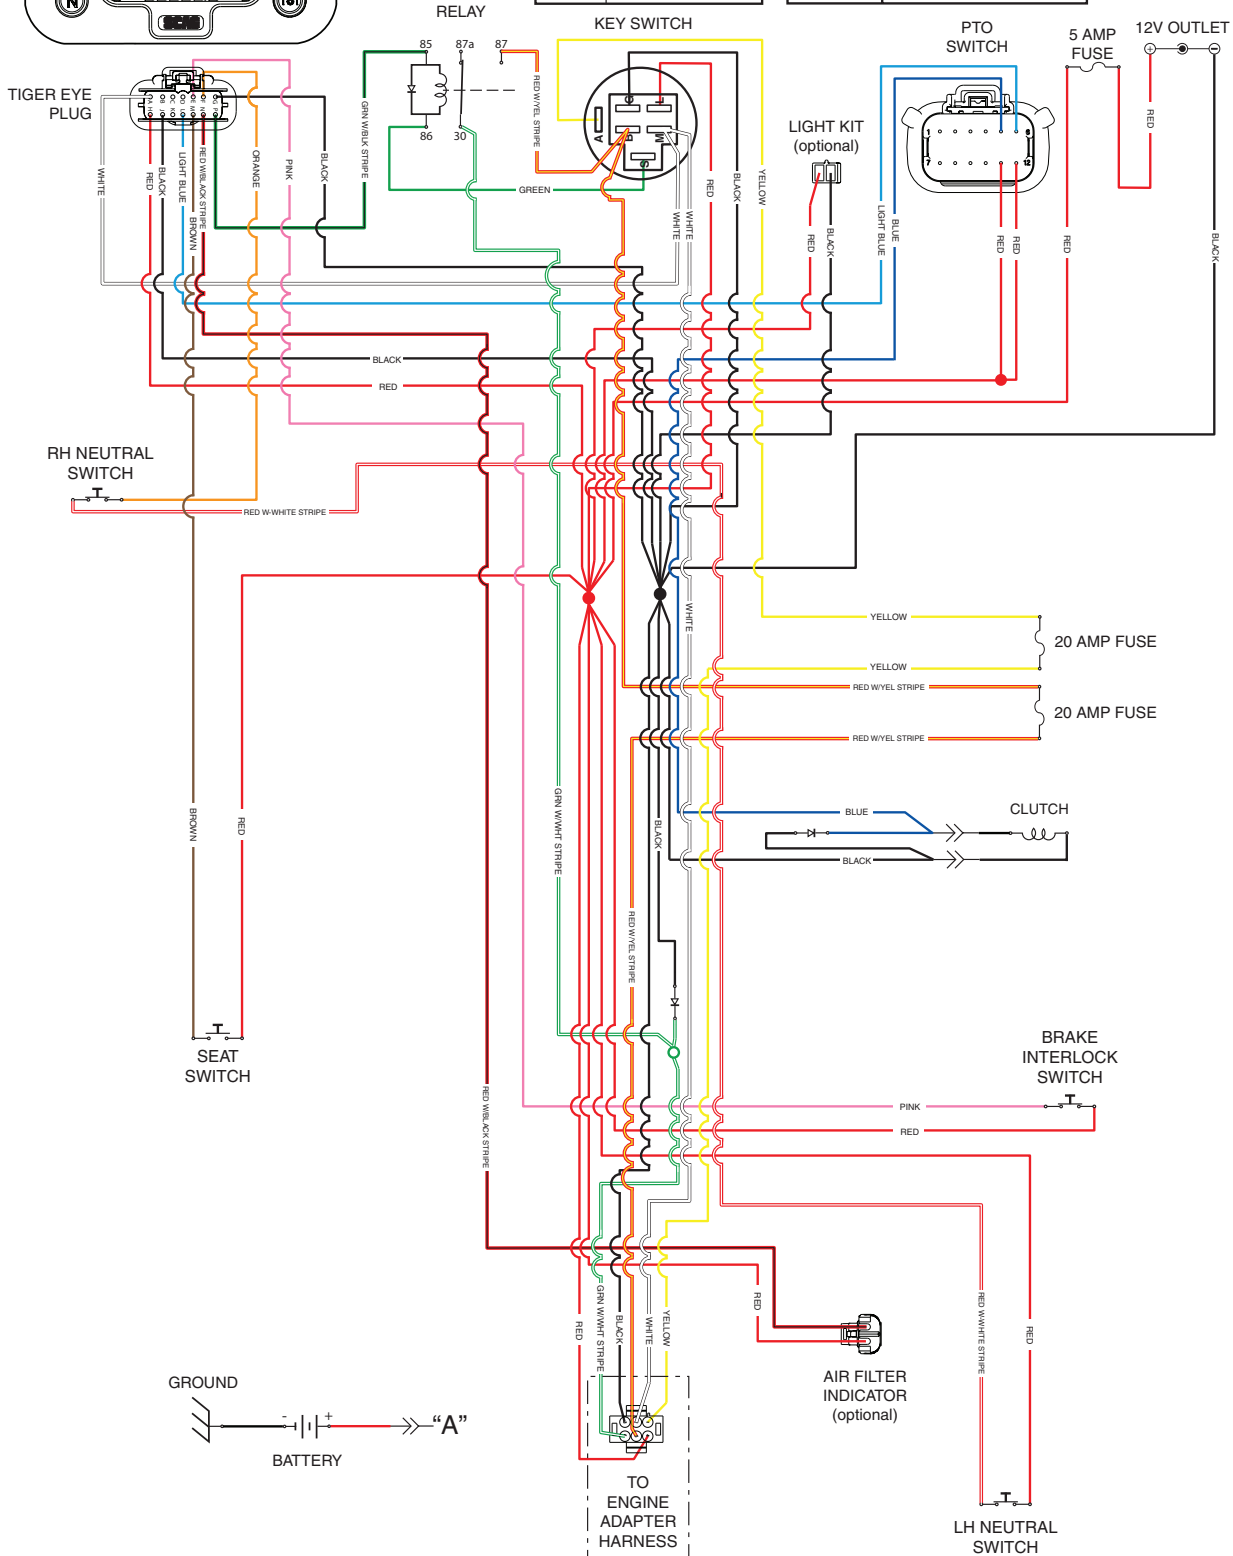 N
SCAG
RELAY
KEY SWITCH
PTO
SWITCH
5 AMP
FUSE
12V OUTLET
TIGER EYE
PLUG
85
87a
87
86
30
LIGHT KIT
(optional)
A
1
6
7
12
GRN W/BLK STRIPE
RED W/YEL STRIPE
GREEN
WHITE
RED
BLACK
LIGHT BLUE
BROWN
RED W/BLACK STRIPE
ORANGE
PINK
BLACK
WHITE
WHITE
RED
BLACK
YELLOW
RED
BLACK
LIGHT BLUE
BLUE
RED
RED
RED
RED
BLACK
BLACK
RED
RH NEUTRAL
SWITCH
RED W-WHITE STRIPE
WHITE
YELLOW
20 AMP FUSE
YELLOW
RED W/YEL STRIPE
20 AMP FUSE
RED W/YEL STRIPE
BROWN
RED
GRN W/WHT STRIPE
BLACK
BLUE
CLUTCH
BLACK
RED W/YEL STRIPE
SEAT
SWITCH
BRAKE
INTERLOCK
SWITCH
RED W/BLACK STRIPE
PINK
RED
RED
GRN W/WHT STRIPE
BLACK
WHITE
YELLOW
RED
RED W-WHITE STRIPE
RED
AIR FILTER
INDICATOR
(optional)
GROUND
-
+
"A"
BATTERY
TO
ENGINE
ADAPTER
HARNESS
LH NEUTRAL
SWITCH